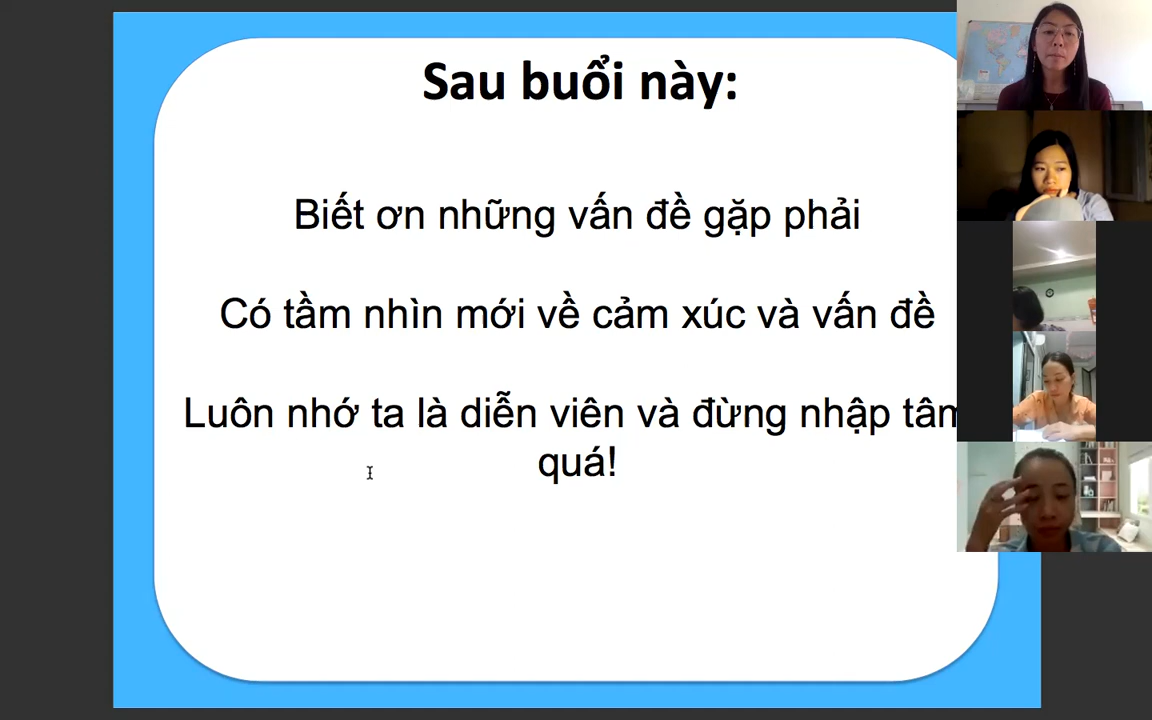 Sau buổi này:
Biết ơn những vấn đề gặp phải
Có tầm nhìn mới về cảm xúc và vấn đề
Luôn nhớ ta là diễn viên và đừng nhập tâm
quá!